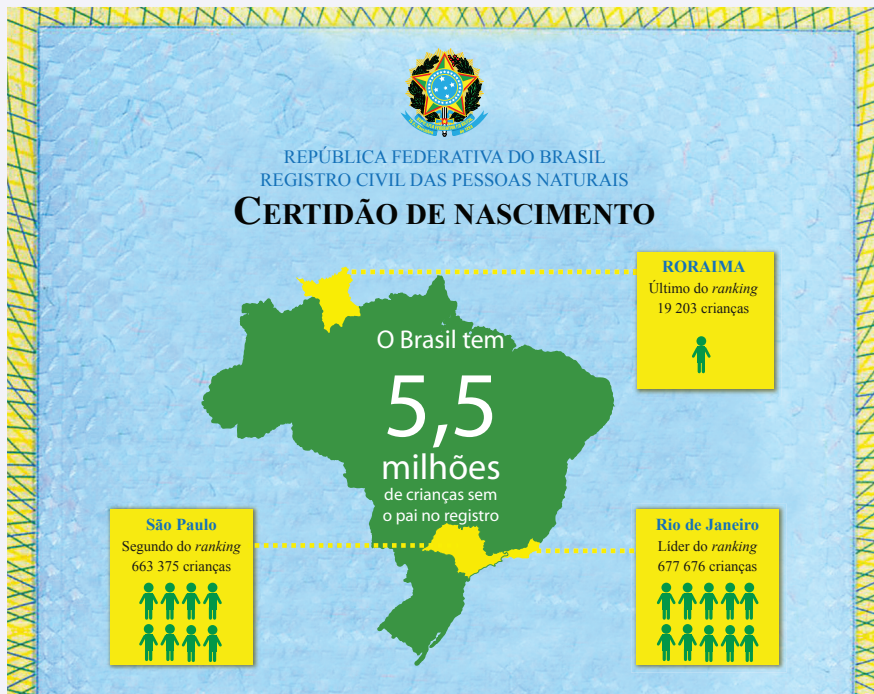 REPÚBLICA FEDERATIVA DO BRASIL
REGISTRO CIVIL DAS PESSOAS NATURAIS
CERTIDÃO DE NASCIMENTO
RORAIMA
Último do ranking
19 203 crianças
O Brasil tem
5,5
milhões
de crianças sem
o pai no registro
São Paulo
Segundo do ranking
663 375 crianças
Rio de Janeiro
Líder do ranking
677 676 crianças